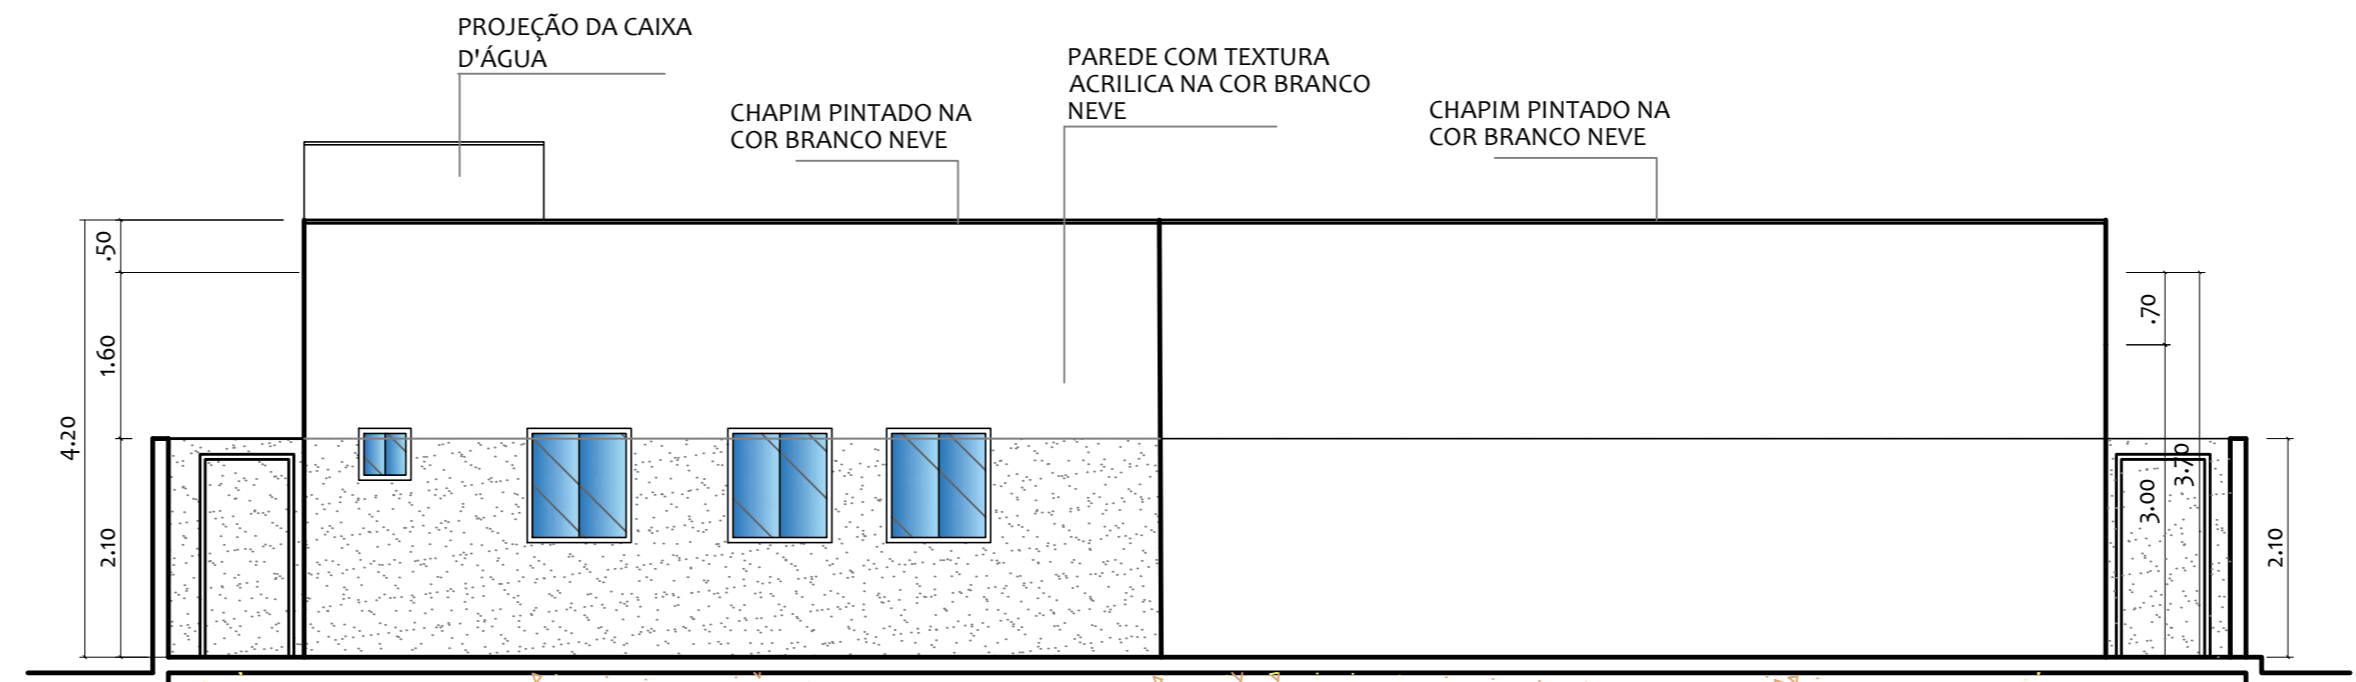 PROJEÇÃO DA CAIXA
D'ÁGUA
PAREDE COM TEXTURA
ACRILICA NA COR BRANCO
NEVE
CHAPIM PINTADO NA
COR BRANCO NEVE
CHAPIM PINTADO NA
COR BRANCO NEVE
.50
1.60
4.20
2.10
.70
3.70
3.00
2.10